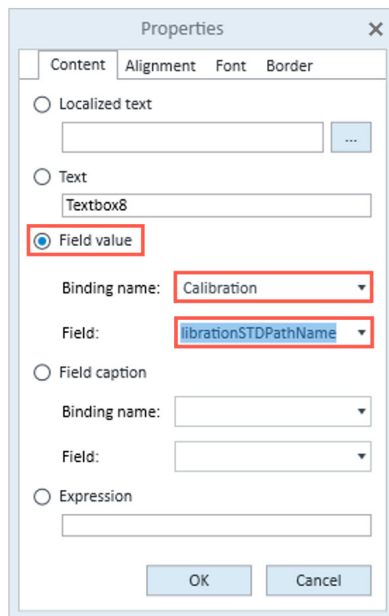 Properties
Content Alignment Font Border
Localized text
...
Text
Textbox8
Field value
Binding name: Calibration
Field: librationSTDPathName
Field caption
Binding name:
Field:
Expression
OK Cancel